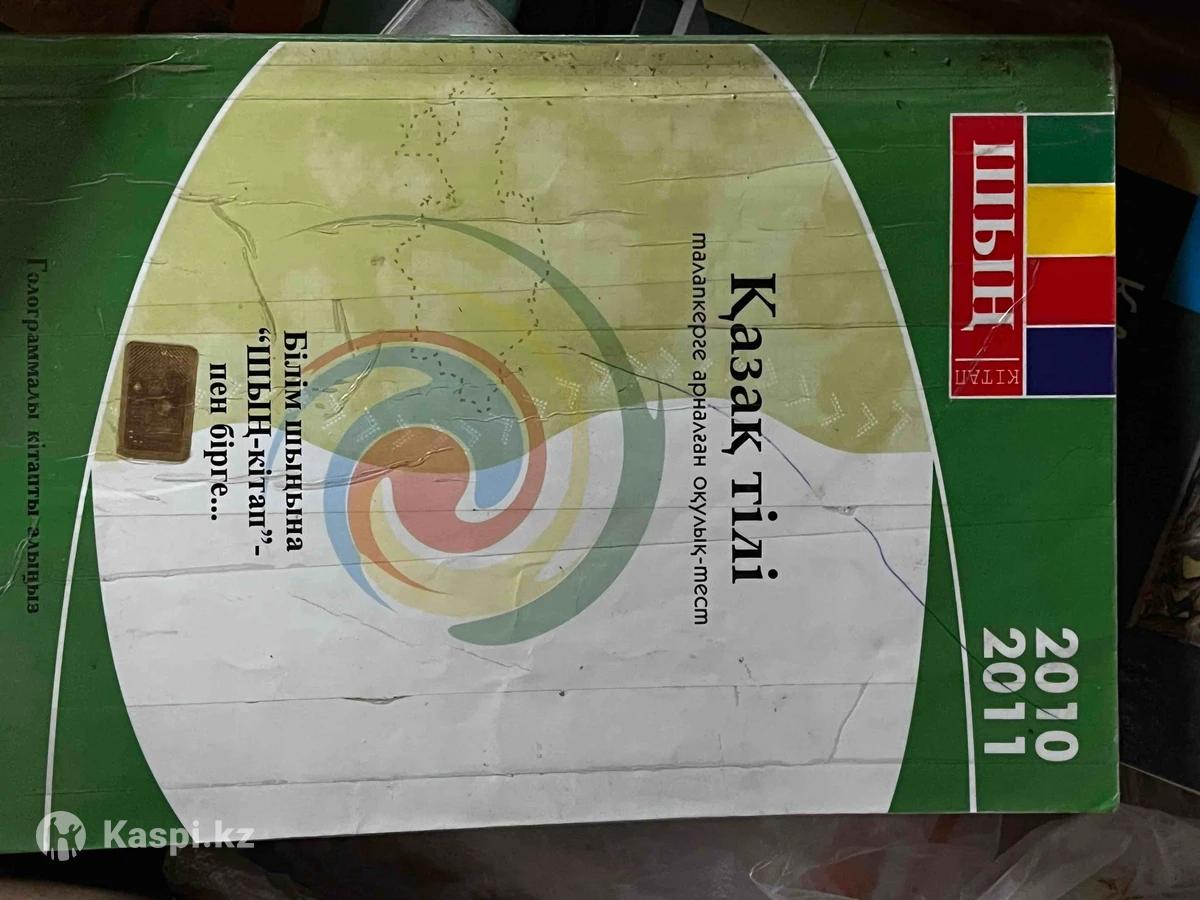 ШЫҢ
КІТАП
2010
2011
Қазақ тілі
талапкерге арналған оқулық-тест
Білім шыңына
“ШЫҢ-кітап”-
пен бірге...
Голограммалы кітапты алыңыз
Kaspi.kz